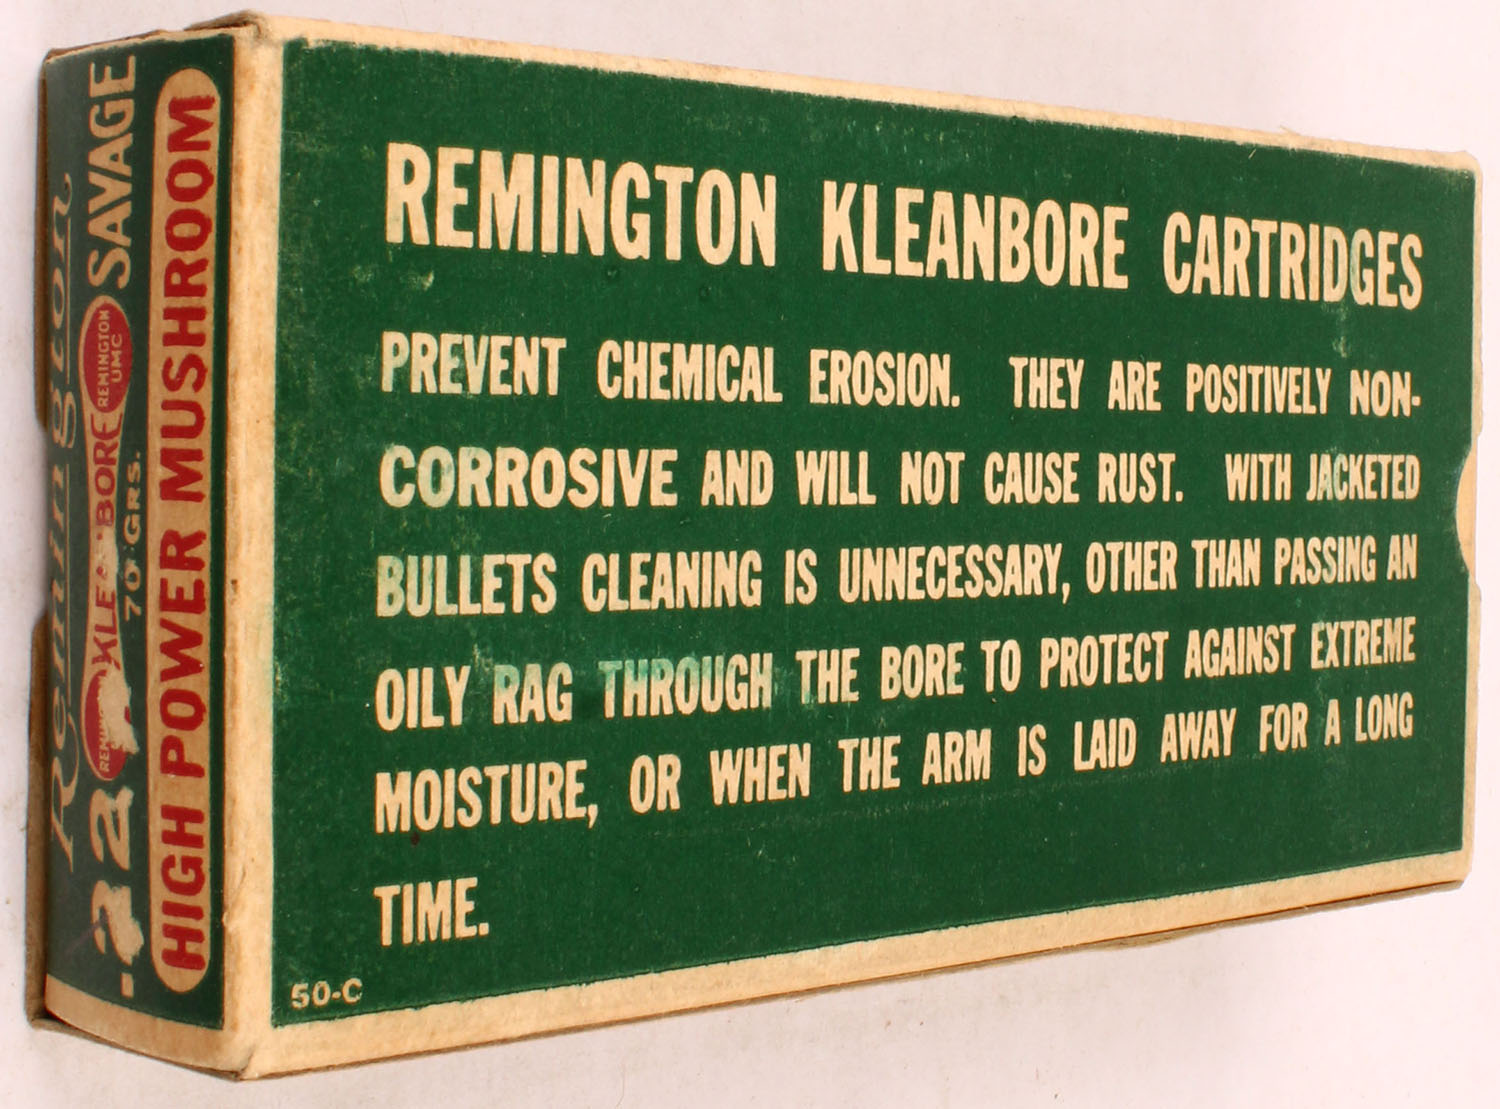 REMINGTON KLEANBORE CARTRIDGES
PREVENT CHEMICAL EROSION. THEY ARE POSITIVELY NON-
CORROSIVE AND WILL NOT CAUSE RUST. WITH JACKETED
BULLETS CLEANING IS UNNECESSARY, OTHER THAN PASSING AN
OILY RAG THROUGH THE BORE TO PROTECT AGAINST EXTREME
MOISTURE, OR WHEN THE ARM IS LAID AWAY FOR A LONG
TIME.
50-C
Remington
.22 SAVAGE
BORE
REMINGTON
UMC
70 GRS.
HIGH POWER MUSHROOM